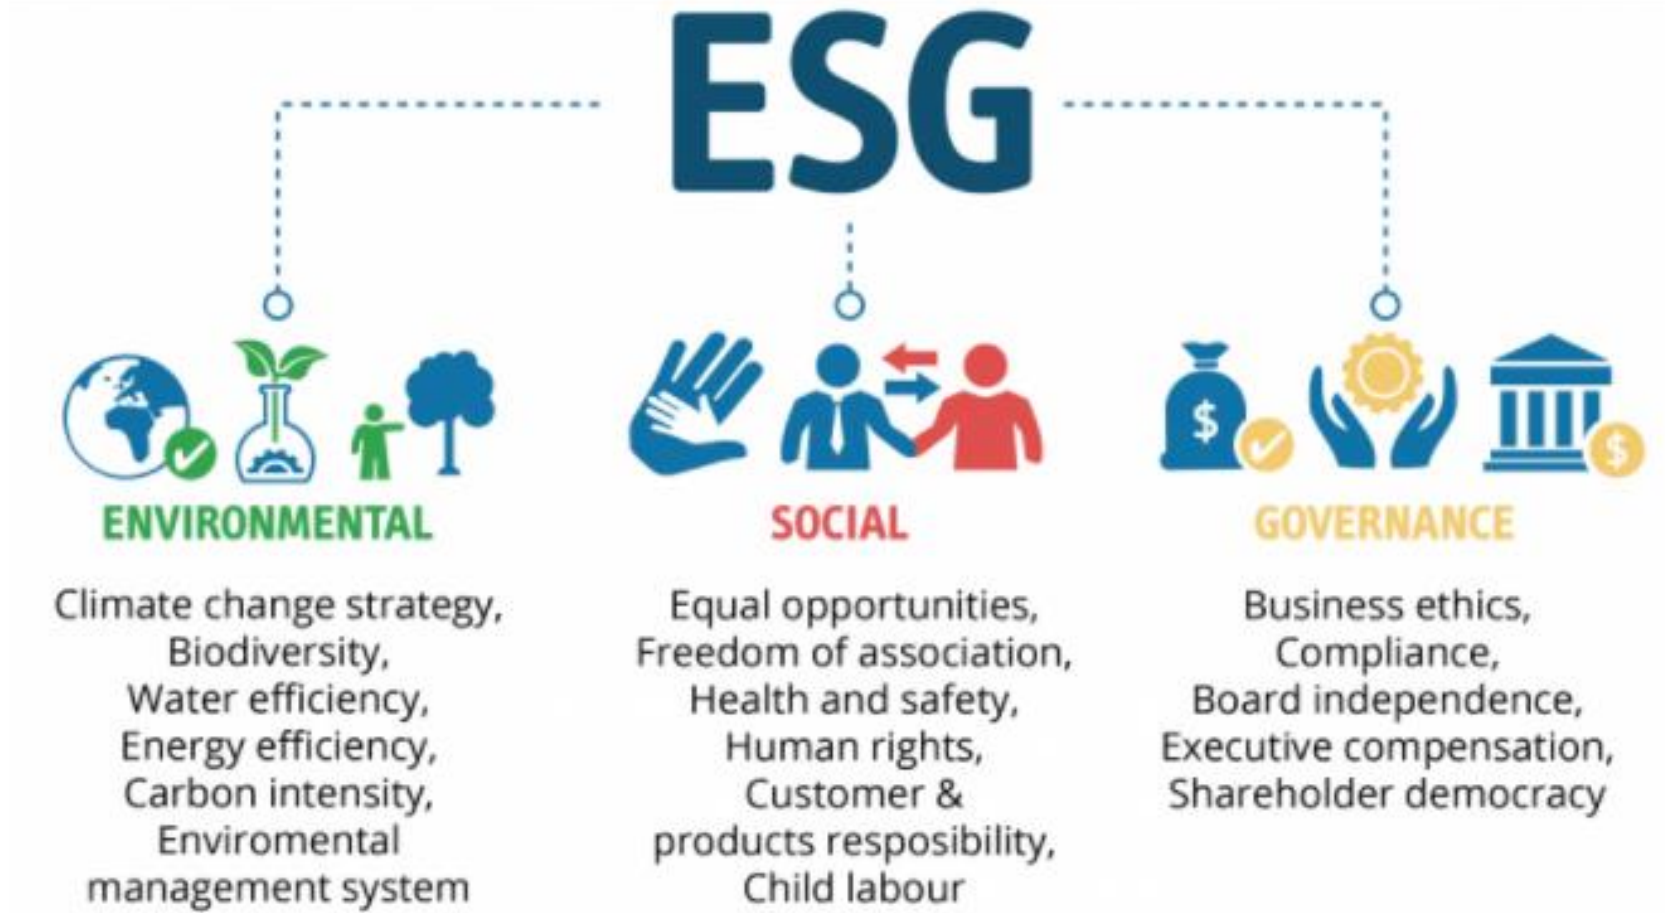 ESG
ENVIRONMENTAL
Climate change strategy,
Biodiversity,
Water efficiency,
Energy efficiency,
Carbon intensity,
Enviromental
management system
SOCIAL
Equal opportunities,
Freedom of association,
Health and safety,
Human rights,
Customer &
products resposibility,
Child labour
$
$
GOVERNANCE
Business ethics,
Compliance,
Board independence,
Executive compensation,
Shareholder democracy